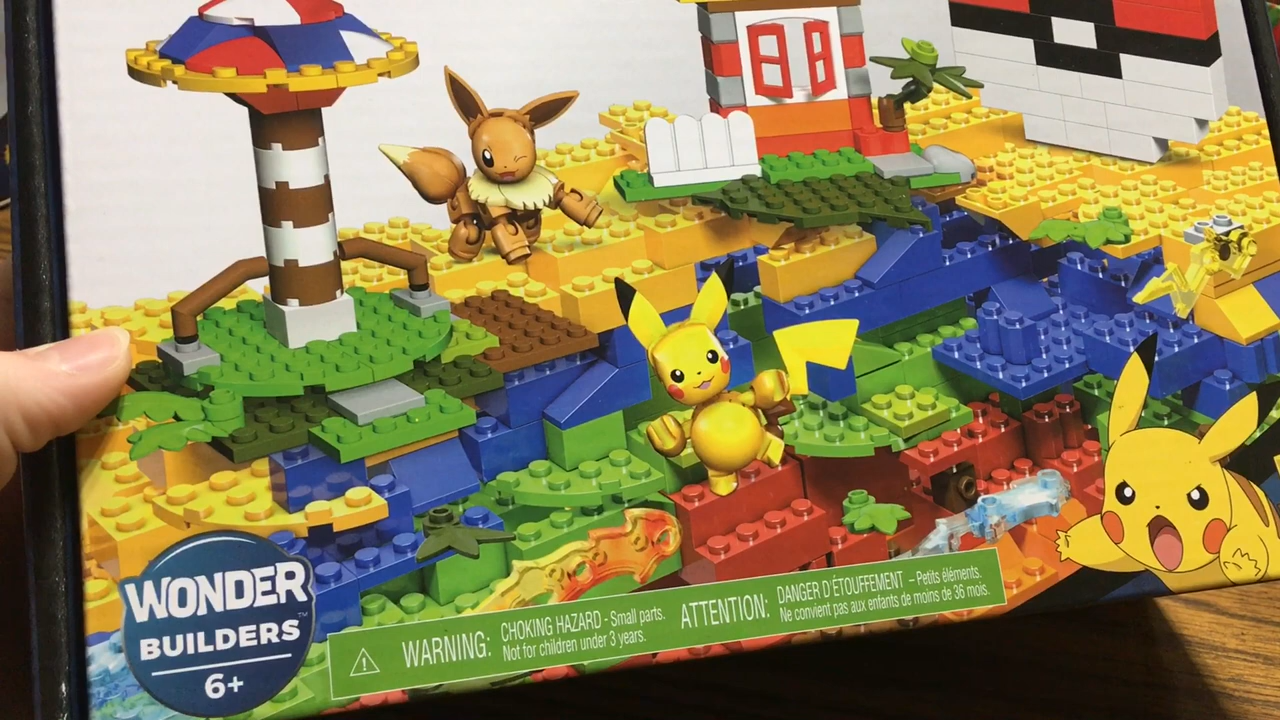 WONDER™
BUILDERS
6+
WARNING:
CHOKING HAZARD - Small parts.
Not for children under 3 years.
ATTENTION:
DANGER D'ÉTOUFFEMENT – Petits éléments.
Ne convient pas aux enfants de moins de 36 mois.